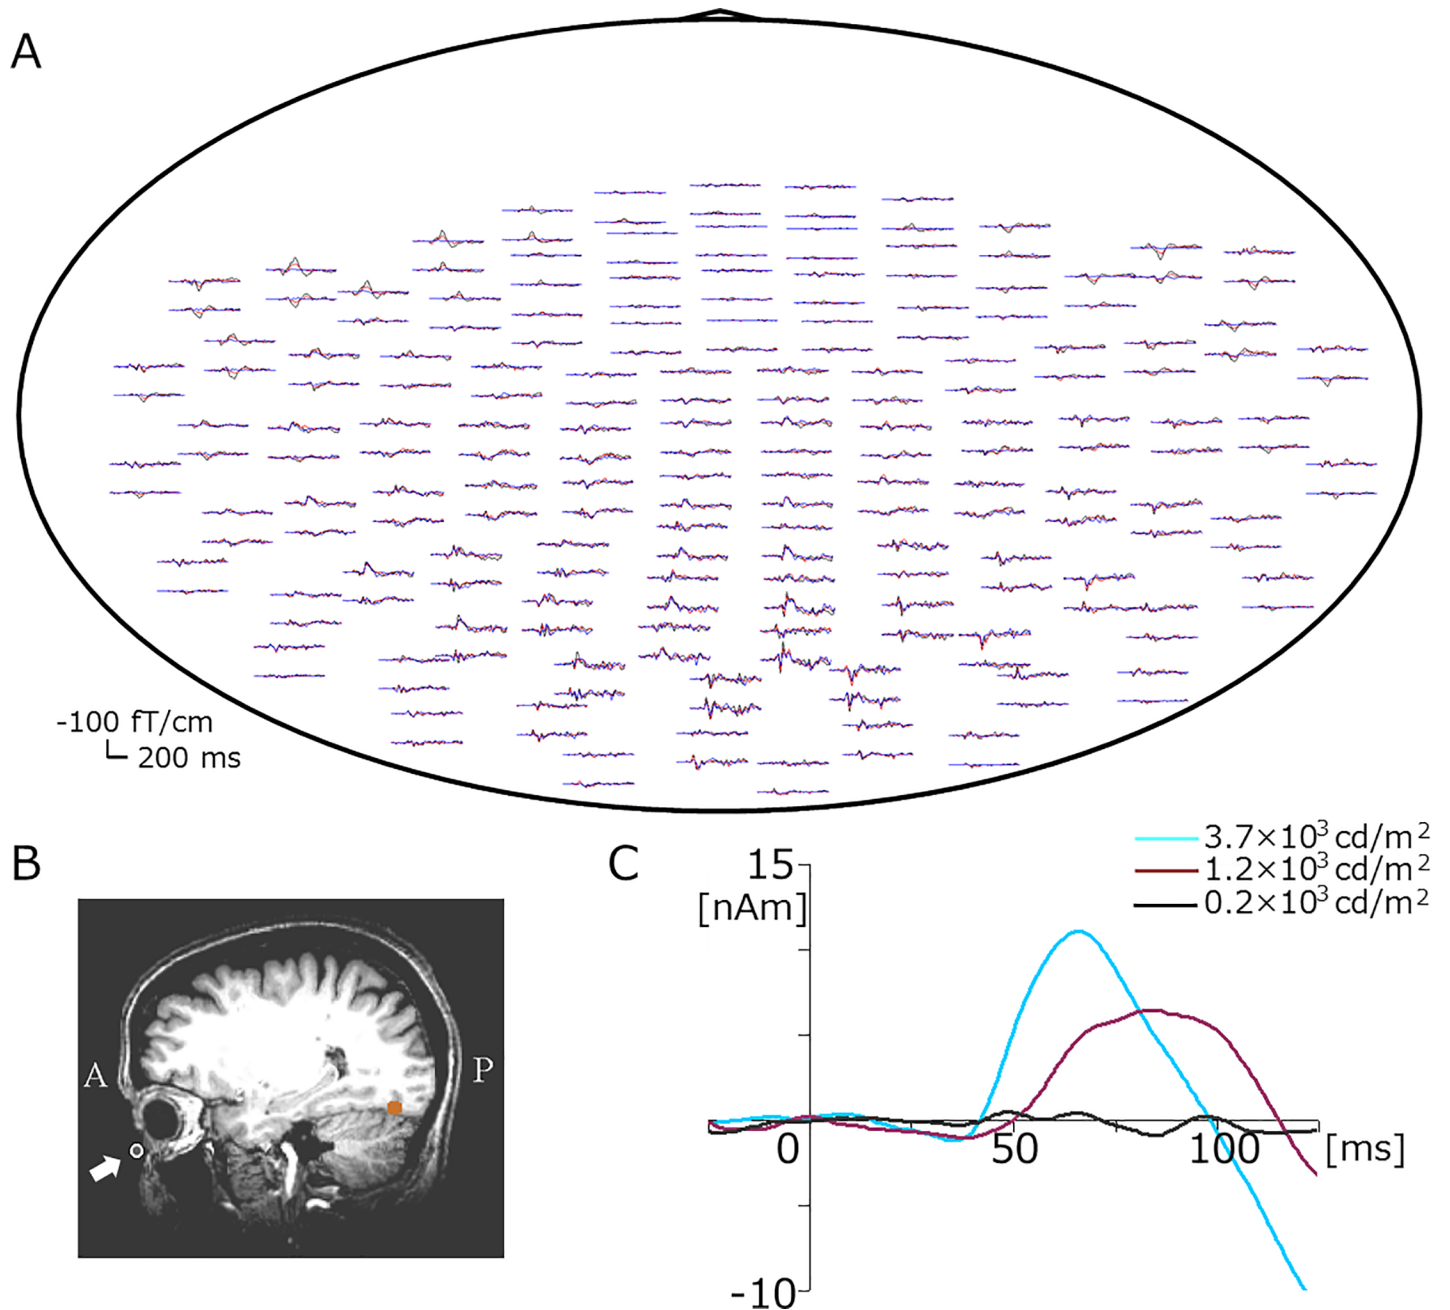 A
-100 fT/cm
200 ms
B
A
P
C
3.7×10³ cd/m²
1.2×10³ cd/m²
0.2×10³ cd/m²
15
[nAm]
0
50
100
[ms]
-10